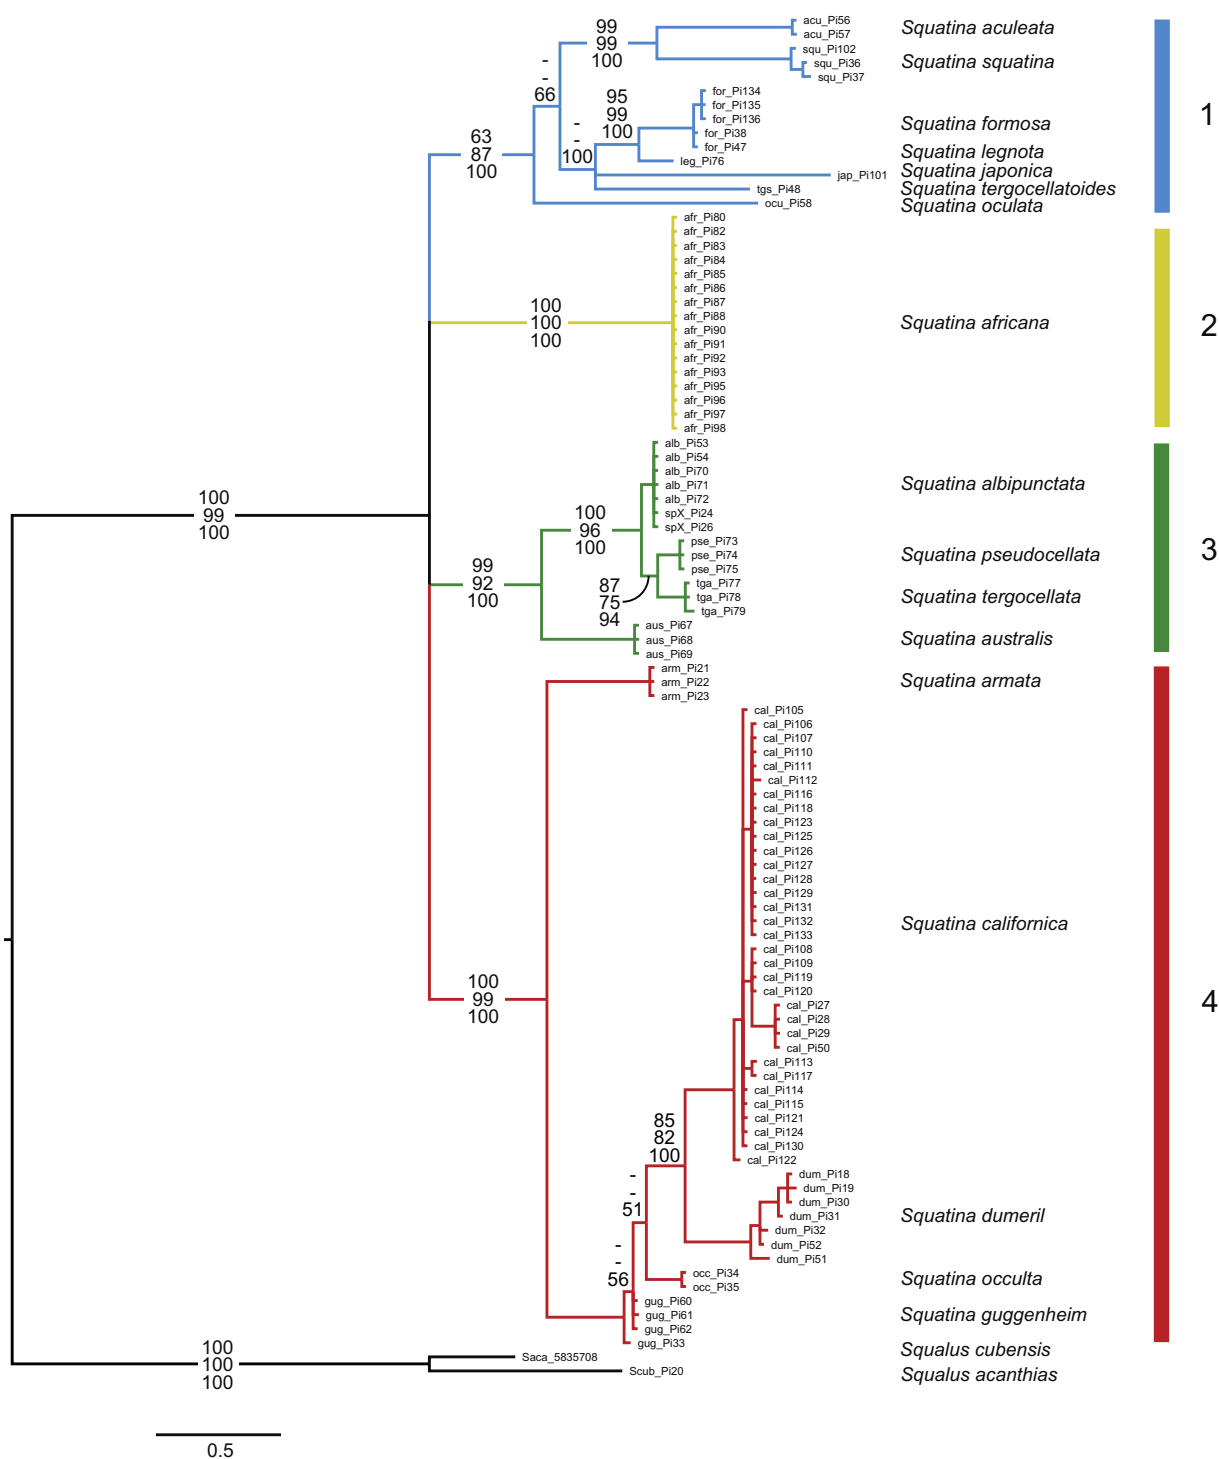 acu_Pi56
acu_Pi57
Squatina aculeata
99
99
100
squ_Pi102
squ_Pi36
squ_Pi37
Squatina squatina
-
-
66
for_Pi134
for_Pi135
for_Pi136
for_Pi38
for_Pi47
Squatina formosa
95
99
100
1
-
-
100
leg_Pi76
Squatina legnota
63
87
100
jap_Pi101
Squatina japonica
tgs_Pi48
Squatina tergocellatoides
ocu_Pi58
Squatina oculata
afr_Pi80
afr_Pi82
afr_Pi83
afr_Pi84
afr_Pi85
afr_Pi86
afr_Pi87
afr_Pi88
afr_Pi90
afr_Pi91
afr_Pi92
afr_Pi93
afr_Pi95
afr_Pi96
afr_Pi97
afr_Pi98
100
100
100
Squatina africana
2
alb_Pi53
alb_Pi54
alb_Pi70
alb_Pi71
alb_Pi72
spX_Pi24
spX_Pi26
Squatina albipunctata
100
99
100
100
96
100
pse_Pi73
pse_Pi74
pse_Pi75
Squatina pseudocellata
3
99
92
100
87
75
94
tga_Pi77
tga_Pi78
tga_Pi79
Squatina tergocellata
aus_Pi67
aus_Pi68
aus_Pi69
Squatina australis
arm_Pi21
arm_Pi22
arm_Pi23
Squatina armata
cal_Pi105
cal_Pi106
cal_Pi107
cal_Pi110
cal_Pi111
cal_Pi112
cal_Pi116
cal_Pi118
cal_Pi123
cal_Pi125
cal_Pi126
cal_Pi127
cal_Pi128
cal_Pi129
cal_Pi131
cal_Pi132
cal_Pi133
cal_Pi108
cal_Pi109
cal_Pi119
cal_Pi120
cal_Pi27
cal_Pi28
cal_Pi29
cal_Pi50
cal_Pi113
cal_Pi117
cal_Pi114
cal_Pi115
cal_Pi121
cal_Pi124
cal_Pi130
cal_Pi122
Squatina californica
100
99
100
4
85
82
100
dum_Pi18
dum_Pi19
dum_Pi30
dum_Pi31
dum_Pi32
dum_Pi52
dum_Pi51
Squatina dumeril
-
-
51
-
-
56
occ_Pi34
occ_Pi35
Squatina occulta
gug_Pi60
gug_Pi61
gug_Pi62
gug_Pi33
Squatina guggenheim
100
100
100
Saca_5835708
Squalus cubensis
Scub_Pi20
Squalus acanthias
0.5